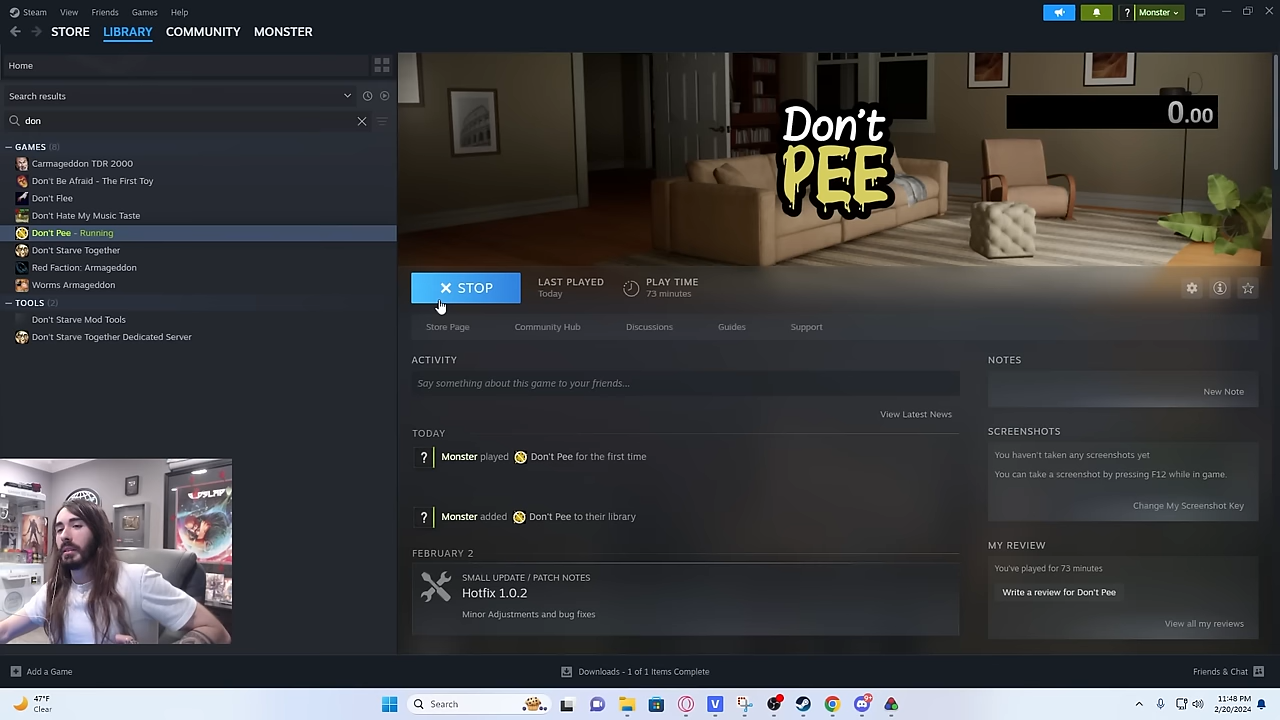 Steam View Friends Games Help
? Monster
STORE LIBRARY COMMUNITY MONSTER
Home
Search results
don
GAMES (8)
Carmageddon TDR 2000
Don't Be Afraid - The First Toy
Don't Flee
Don't Hate My Music Taste
Don't Pee - Running
Don't Starve Together
Red Faction: Armageddon
Worms Armageddon
TOOLS (2)
Don't Starve Mod Tools
Don't Starve Together Dedicated Server
Don't
PEE
0.00
STOP
LAST PLAYED
Today
PLAY TIME
73 minutes
Store Page Community Hub Discussions Guides Support
ACTIVITY
Say something about this game to your friends...
View Latest News
TODAY
? Monster played Don't Pee for the first time
? Monster added Don't Pee to their library
FEBRUARY 2
SMALL UPDATE / PATCH NOTES
Hotfix 1.0.2
Minor Adjustments and bug fixes
NOTES
New Note
SCREENSHOTS
You haven't taken any screenshots yet
You can take a screenshot by pressing F12 while in game.
Change My Screenshot Key
MY REVIEW
You've played for 73 minutes
Write a review for Don't Pee
View all my reviews
Add a Game
Downloads - 1 of 1 Items Complete
Friends & Chat
47°F
Clear
Search
11:48 PM
2/20/2024